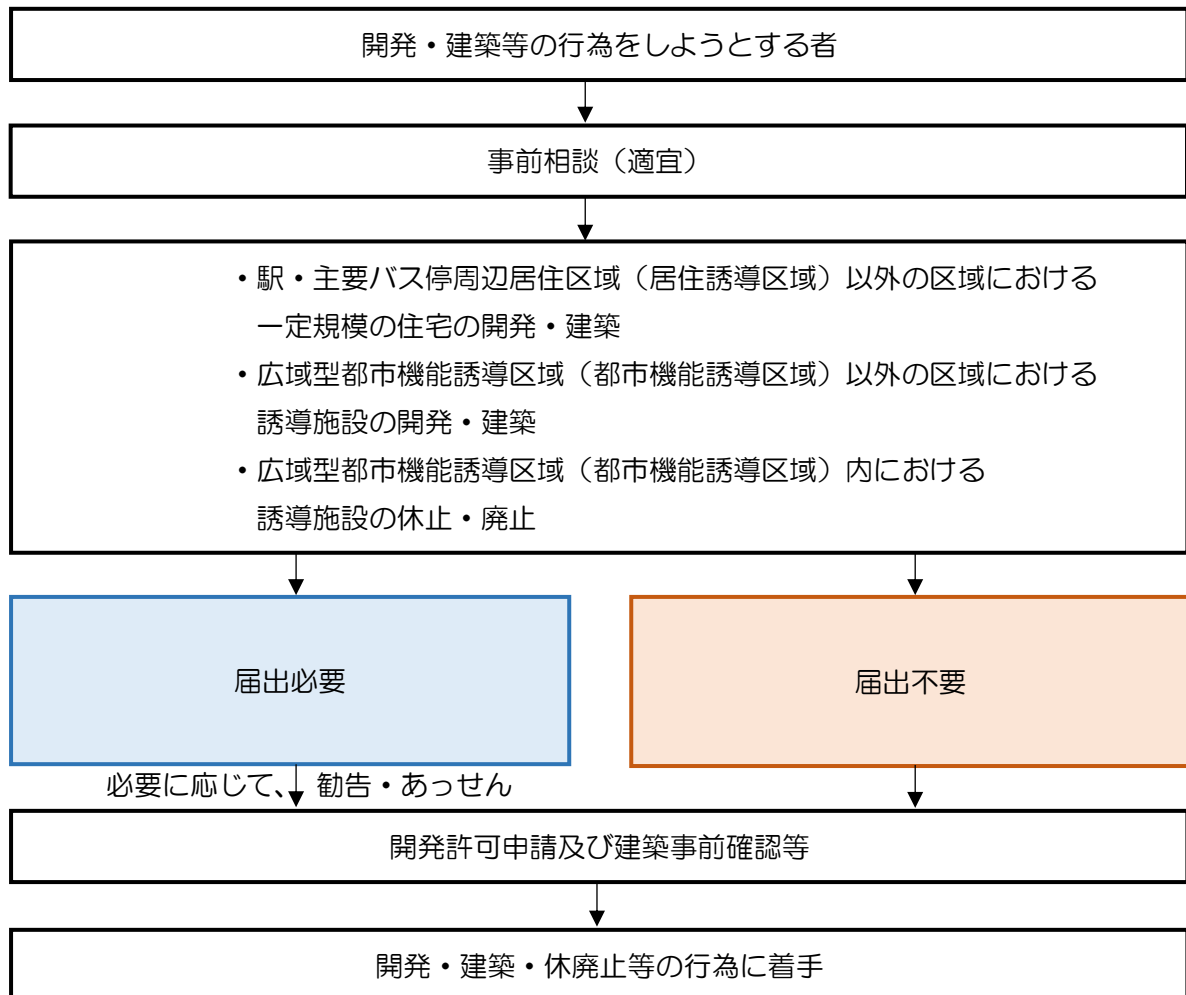 開発・建築等の行為をしようとする者
事前相談（適宜）
・駅・主要バス停周辺居住区域（居住誘導区域）以外の区域における
一定規模の住宅の開発・建築
・広域型都市機能誘導区域（都市機能誘導区域）以外の区域における
誘導施設の開発・建築
・広域型都市機能誘導区域（都市機能誘導区域）内における
誘導施設の休止・廃止
届出必要
届出不要
必要に応じて、 勧告・あっせん
開発許可申請及び建築事前確認等
開発・建築・休廃止等の行為に着手